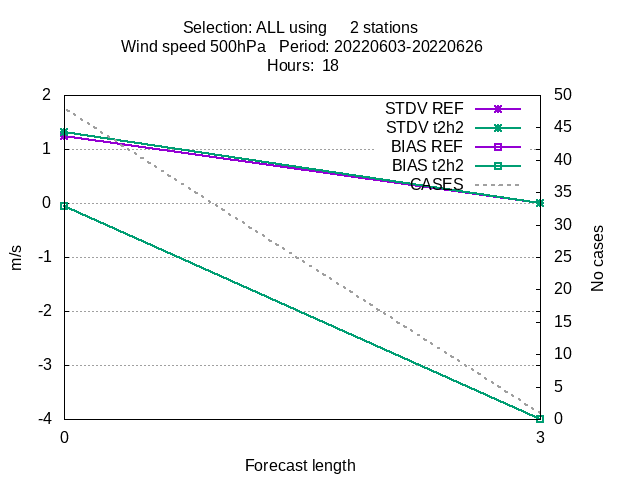 Selection: ALL using     2 stations
Wind speed 500hPa   Period: 20220603-20220626
Hours:  18
STDV REF
STDV t2h2
BIAS REF
BIAS t2h2
CASES
2
1
0
-1
-2
-3
-4
m/s
50
45
40
35
30
25
20
15
10
5
0
No cases
0
3
Forecast length